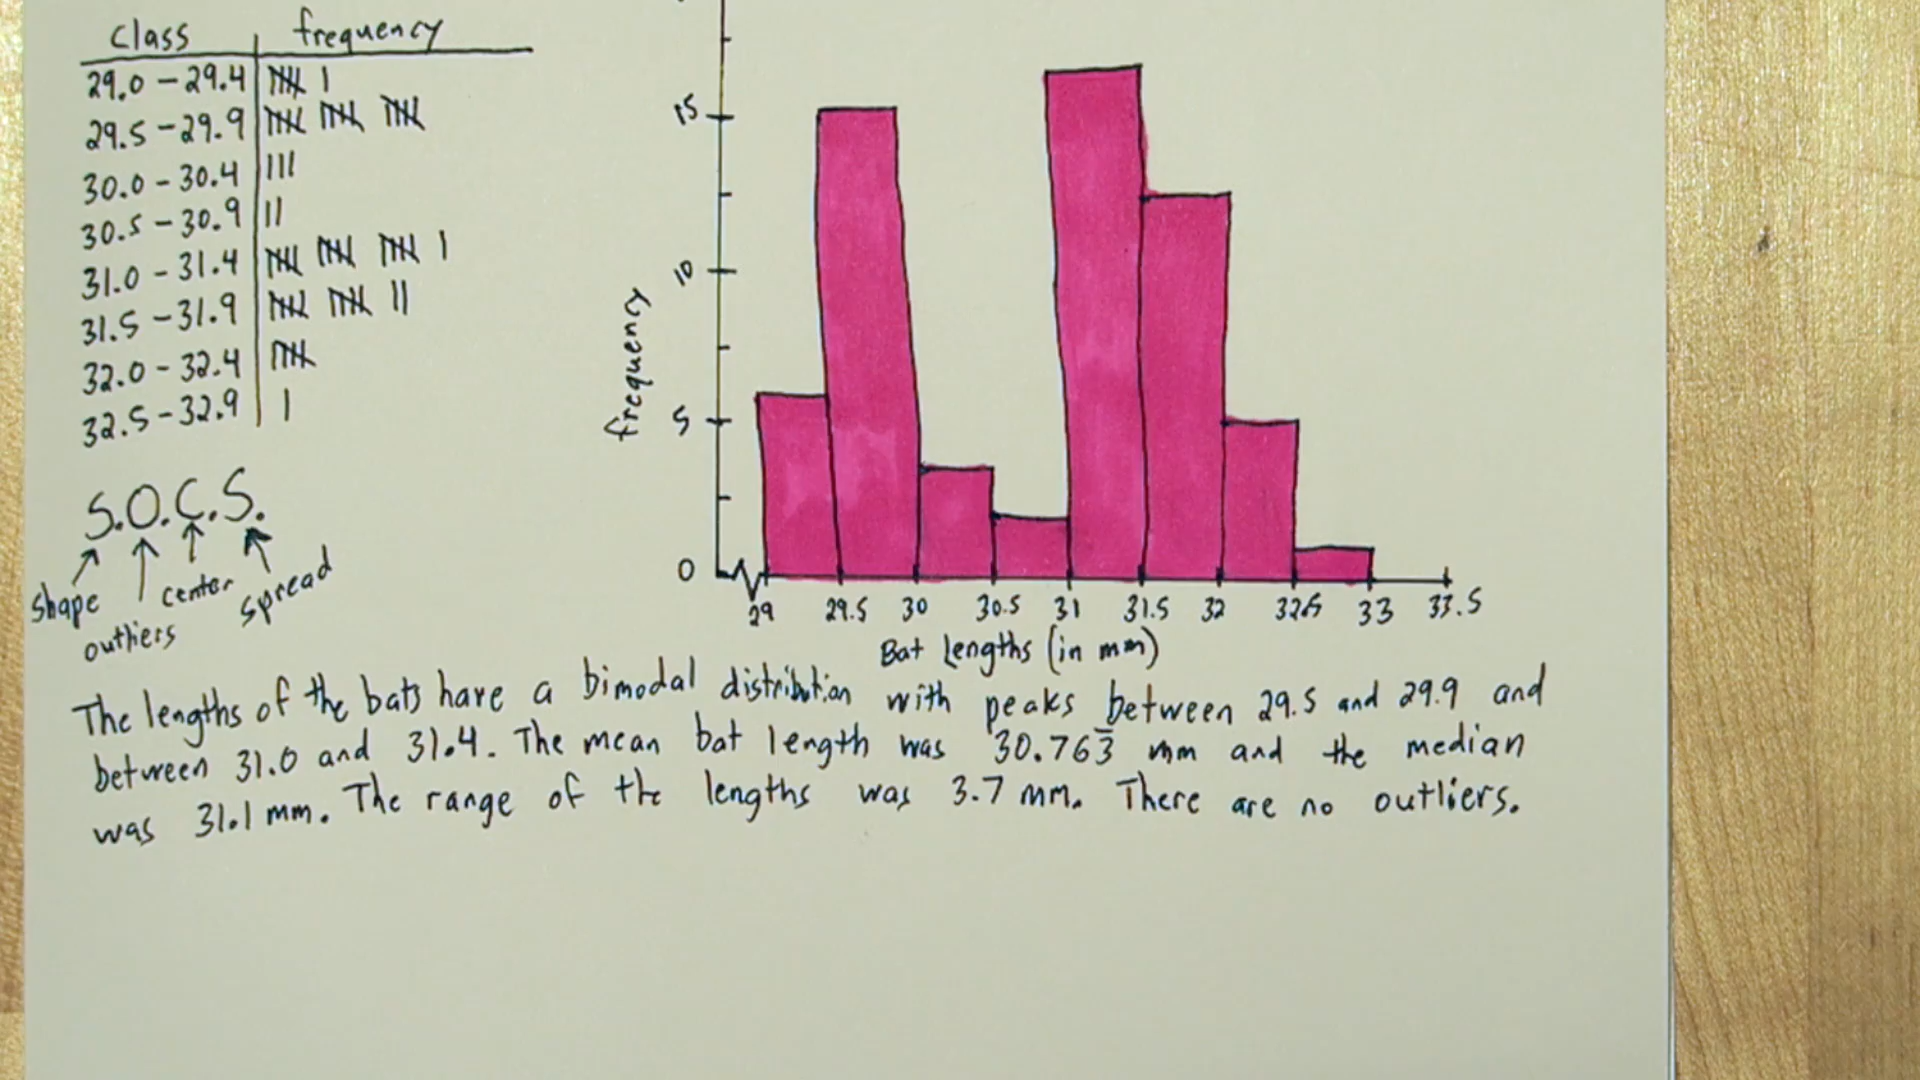 class frequency
29.0 - 29.4 |||| |
29.5 - 29.9 |||| |||| ||||
30.0 - 30.4 |||
30.5 - 30.9 ||
31.0 - 31.4 |||| |||| |||| |
31.5 - 31.9 |||| |||| ||
32.0 - 32.4 ||||
32.5 - 32.9 |
S.O.C.S.
shape
outliers
center
spread
frequency
15
10
5
0
29 29.5 30 30.5 31 31.5 32 32.5 33 33.5
Bat Lengths (in mm)
The lengths of the bats have a bimodal distribution with peaks between 29.5 and 29.9 and
between 31.0 and 31.4. The mean bat length was 30.763̅ mm and the median
was 31.1 mm. The range of the lengths was 3.7 mm. There are no outliers.